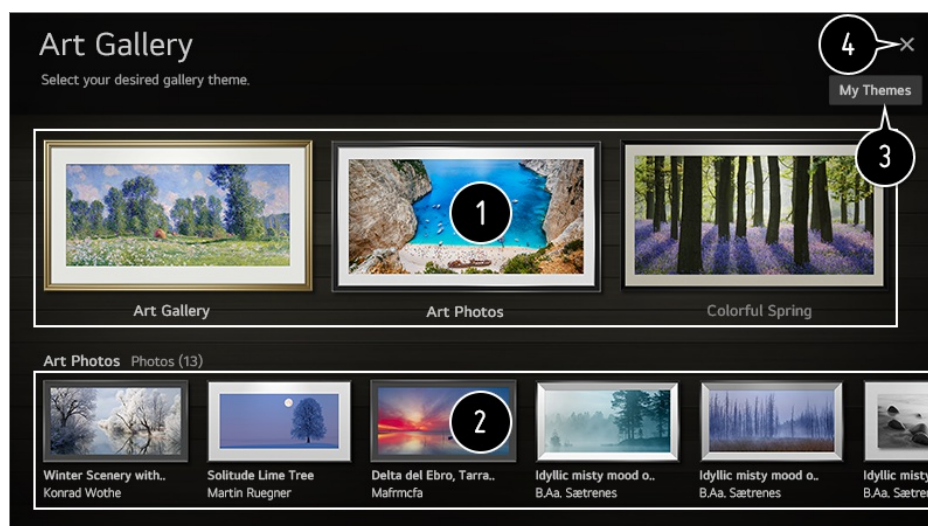 Art Gallery
4
×
Select your desired gallery theme.
My Themes
3
1
Art Gallery
Art Photos
Colorful Spring
Art Photos Photos (13)
2
Winter Scenery with..
Konrad Wothe
Solitude Lime Tree
Martin Ruegner
Delta del Ebro, Tarra..
Mafrmcfa
Idyllic misty mood o..
B.Aa. Sætrenes
Idyllic misty mood o..
B.Aa. Sætrenes
Idyllic misty
B.Aa. Sætre